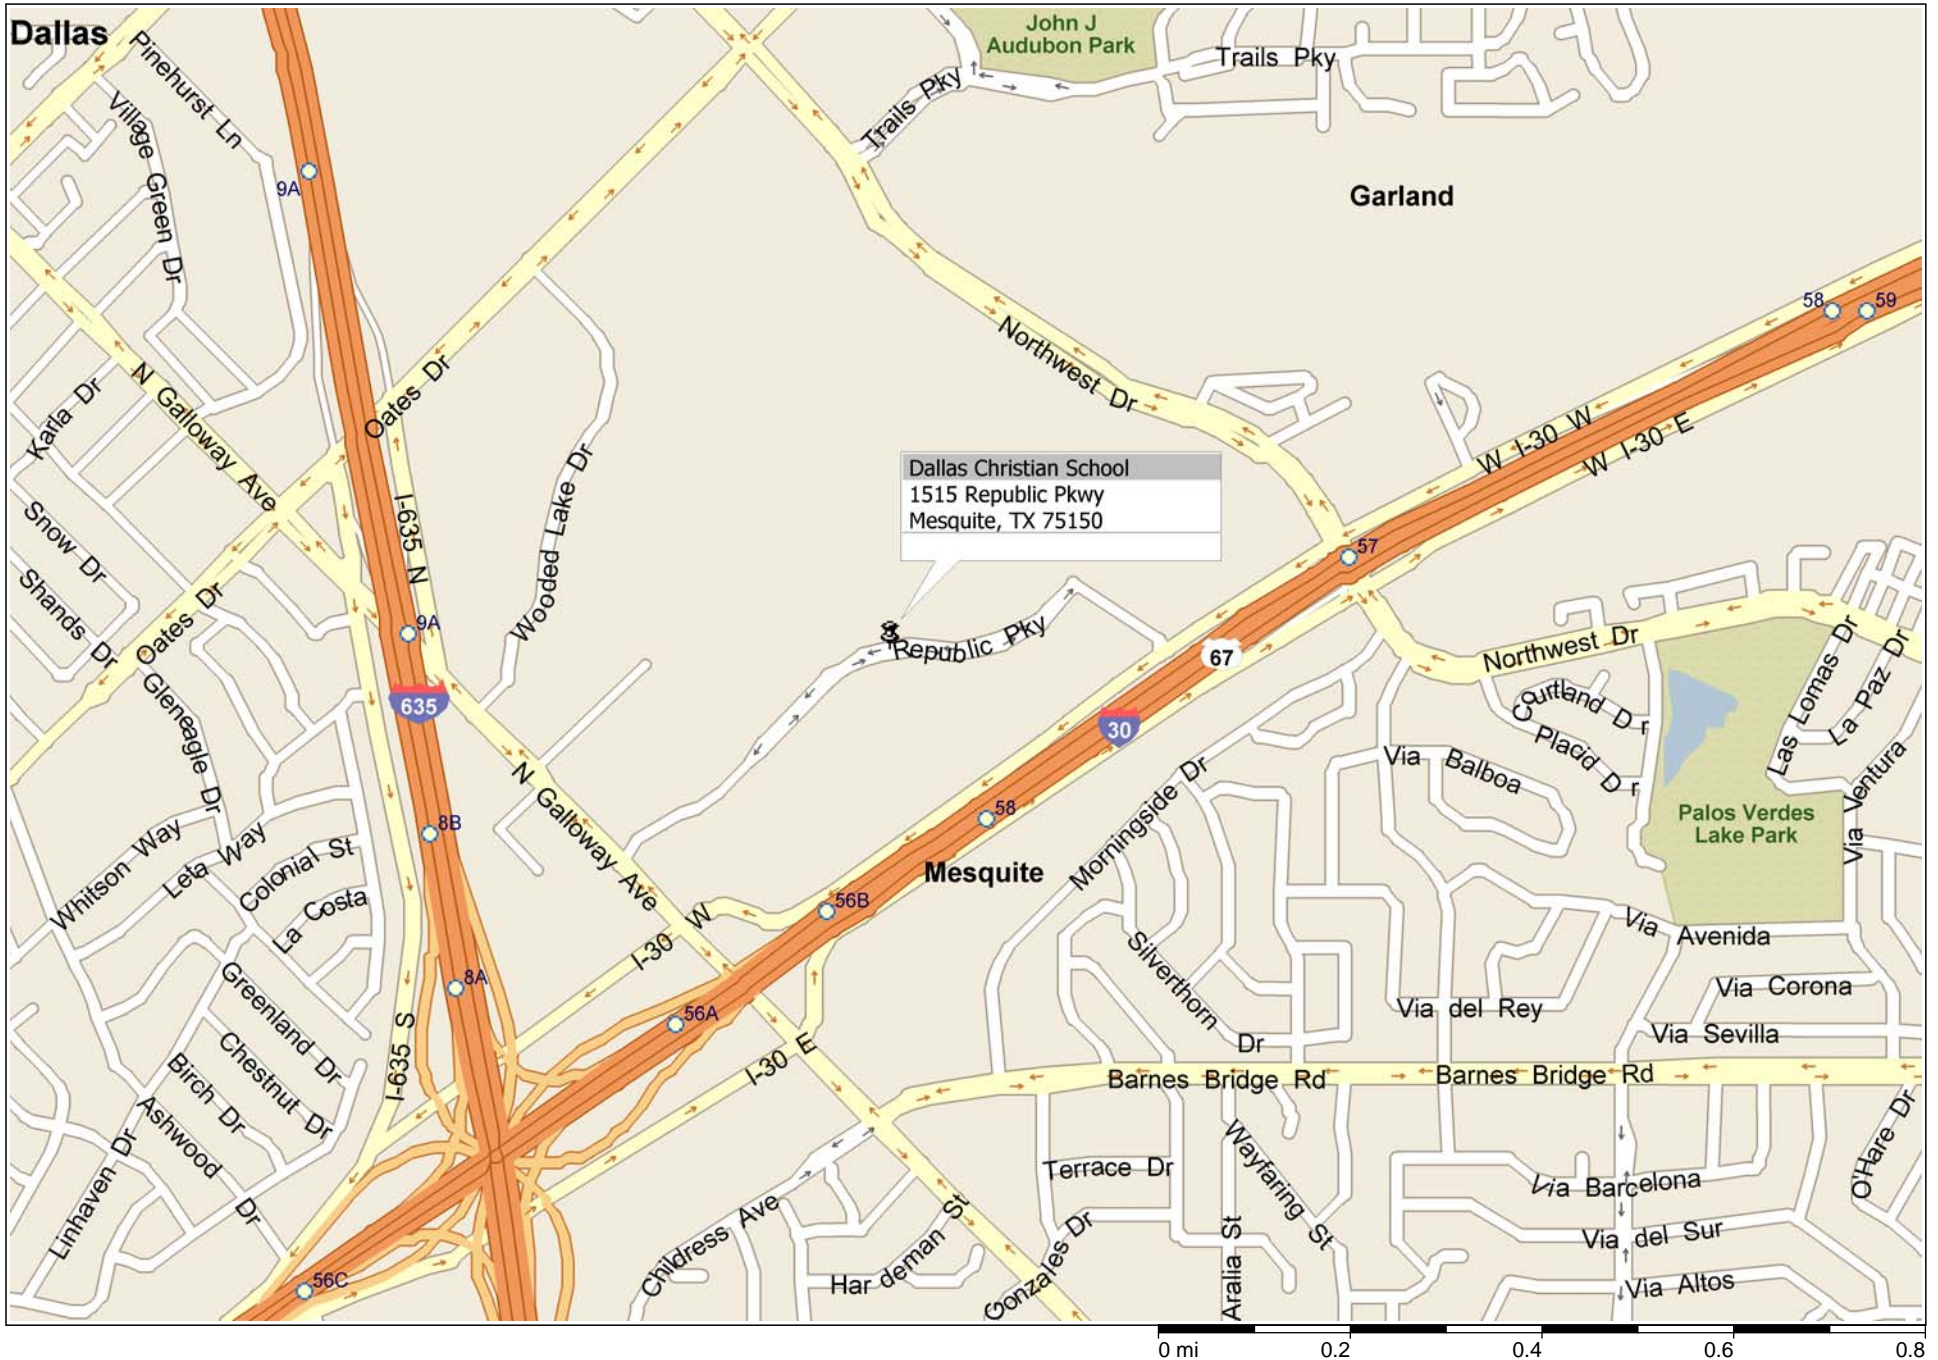 Dallas
John J
Audubon Park
Trails Pky
Pinehurst Ln
Trails Pky
Village Green Dr
9A
Garland
58
59
Northwest Dr
N Galloway Ave
Oates Dr
Karla Dr
W I-30 W
W I-30 E
Dallas Christian School
1515 Republic Pkwy
Mesquite, TX 75150
I-635 N
Wooded Lake Dr
Snow Dr
57
Shands Dr
Oates Dr
9A
Republic Pky
67
Northwest Dr
Las Lomas Dr
La Paz Dr
Gleneagle Dr
635
30
Courtland Dr
Placid Dr
Via Balboa
Via Ventura
N Galloway Ave
Morningside Dr
58
8B
Palos Verdes
Lake Park
Whitson Way
Leta Way
Colonial St
La Costa
Mesquite
56B
I-30 W
Silverthorn Dr
Via Avenida
8A
Greenland Dr
Via Corona
56A
Via del Rey
Via Sevilla
I-635 S
Chestnut Dr
I-30 E
Birch Dr
Barnes Bridge Rd
Barnes Bridge Rd
Ashwood Dr
Linhaven Dr
O'Hare Dr
Terrace Dr
Wayfaring St
Via Barcelona
Childress Ave
Hardeman St
Gonzales Dr
Aralia St
Via del Sur
56C
Via Altos
0 mi
0.2
0.4
0.6
0.8